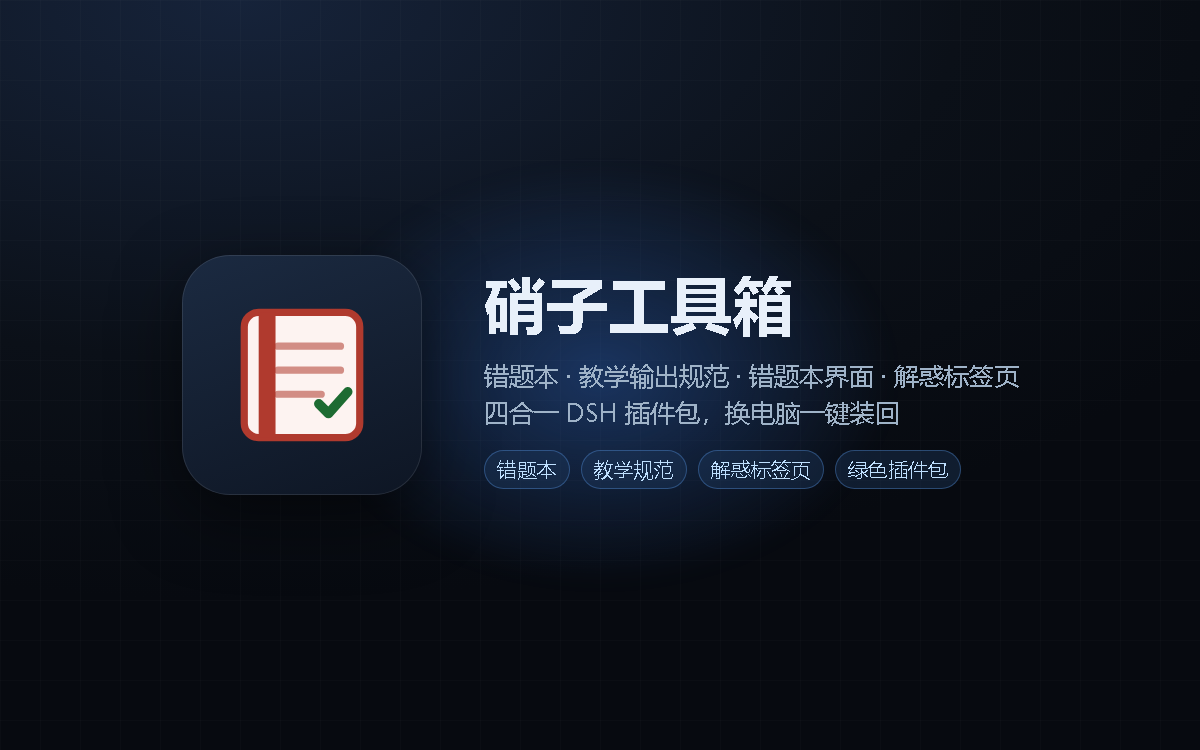 硝子工具箱
错题本 · 教学输出规范 · 错题本界面 · 解惑标签页
四合一 DSH 插件包，换电脑一键装回
错题本 教学规范 解惑标签页 绿色插件包